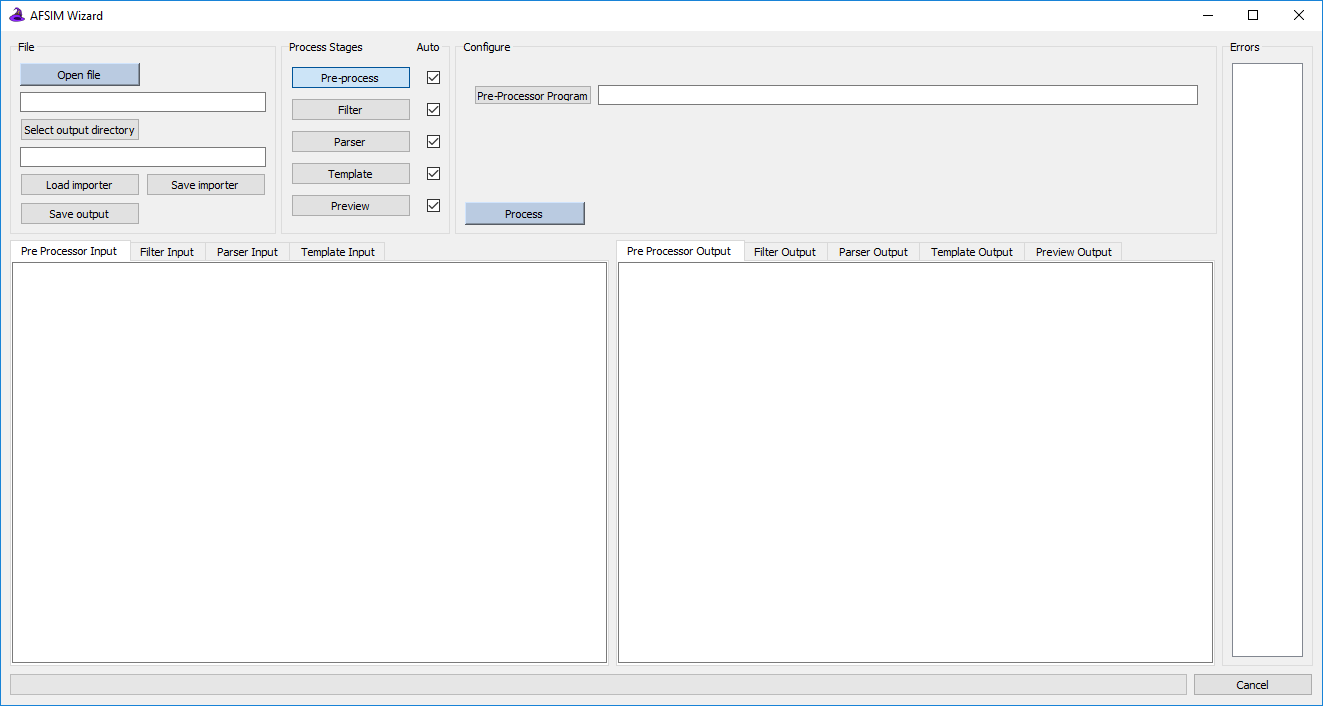 AFSIM Wizard
File
Open file
Select output directory
Load importer
Save importer
Save output
Process Stages
Auto
Pre-process
Filter
Parser
Template
Preview
Configure
Pre-Processor Program
Process
Errors
Pre Processor Input
Filter Input
Parser Input
Template Input
Pre Processor Output
Filter Output
Parser Output
Template Output
Preview Output
Cancel